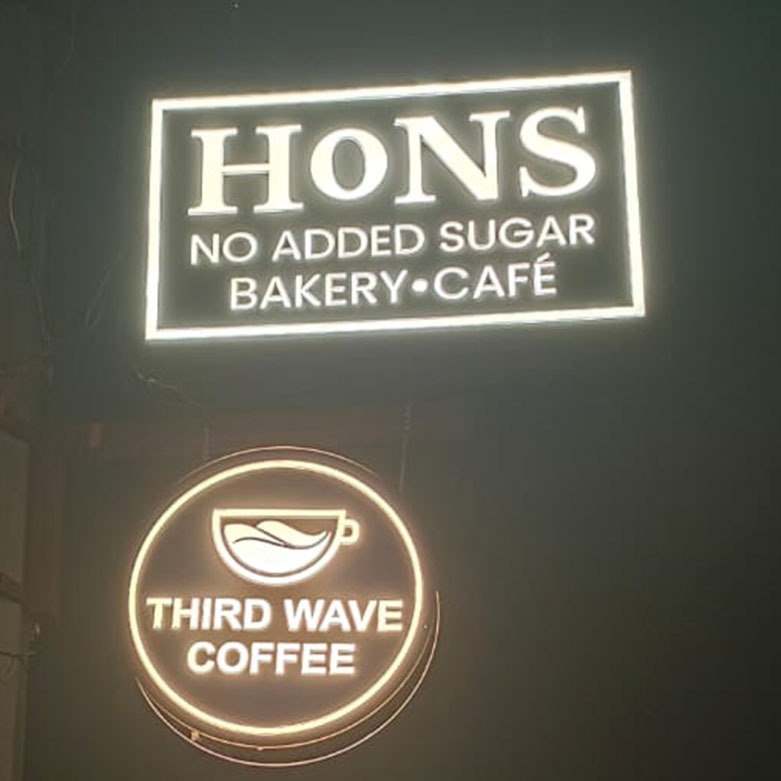 HoNS
NO ADDED SUGAR
BAKERY•CAFÉ
THIRD WAVE
COFFEE